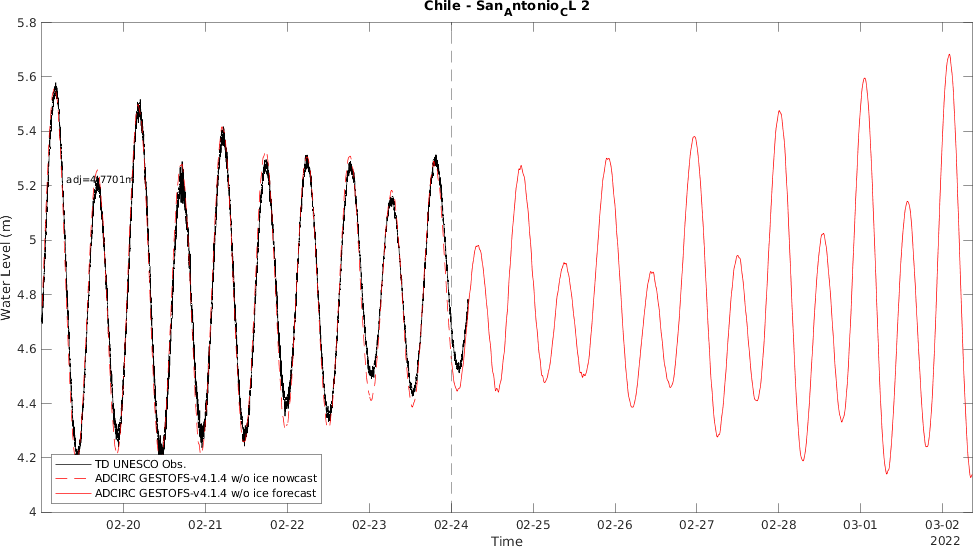 Chile - SanAntonioCL 2
5.8
5.6
5.4
5.2
5
4.8
4.6
4.4
4.2
4
Water Level (m)
adj=4.7701m
TD UNESCO Obs.
ADCIRC GESTOFS-v4.1.4 w/o ice nowcast
ADCIRC GESTOFS-v4.1.4 w/o ice forecast
02-20 02-21 02-22 02-23 02-24 02-25 02-26 02-27 02-28 03-01 03-02
2022
Time